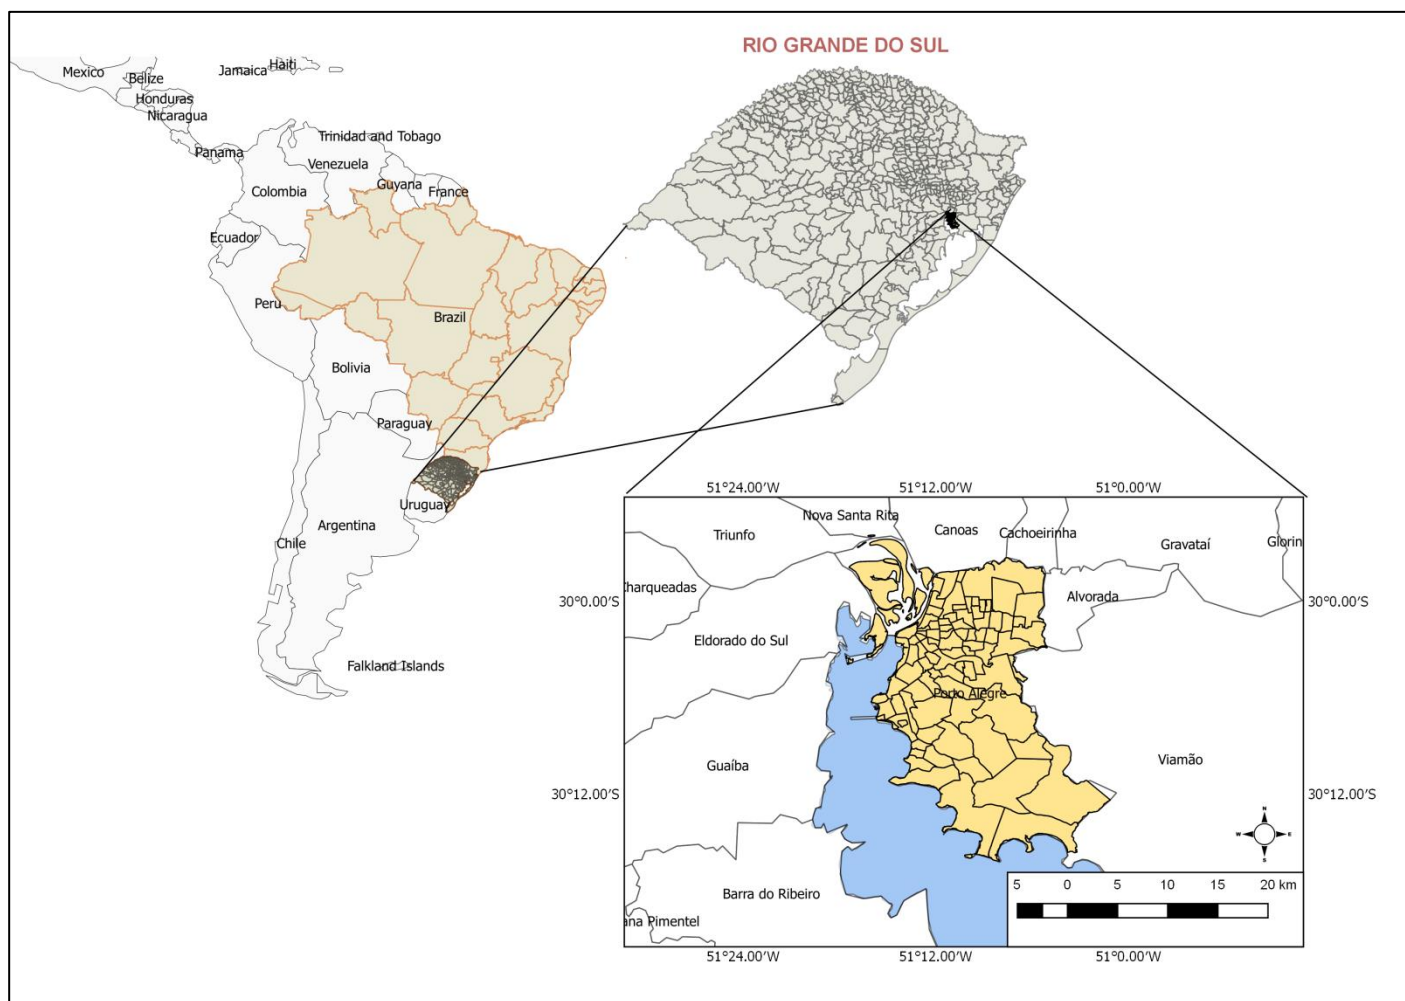 RIO GRANDE DO SUL
Mexico
Belize
Jamaica
Haiti
Honduras
Nicaragua
Panama
Trinidad and Tobago
Venezuela
Guyana
France
Colombia
Ecuador
Peru
Brazil
Bolivia
Paraguay
Uruguay
Argentina
Chile
Falkland Islands
51°24.00'W
51°12.00'W
51°0.00'W
Nova Santa Rita
Triunfo
Canoas
Cachoeirinha
Gravataí
Glorin
Charqueadas
Alvorada
30°0.00'S
30°0.00'S
Eldorado do Sul
Porto Alegre
Guaíba
Viamão
30°12.00'S
30°12.00'S
N
W
E
S
Barra do Ribeiro
5 0 5 10 15 20 km
ana Pimentel
51°24.00'W
51°12.00'W
51°0.00'W